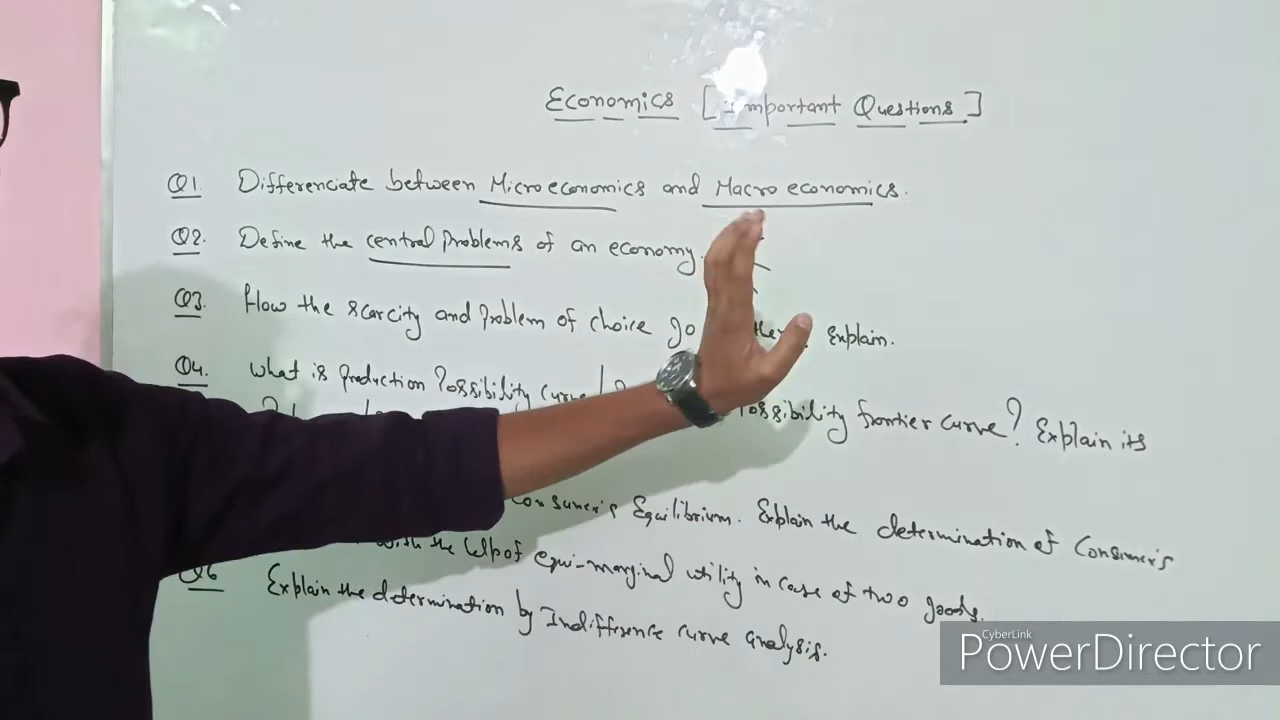 Economics [Important Questions]
Q1. Differenciate between Microeconomics and Macroeconomics.
Q2. Define the central problems of an economy.
Q3. How the scarcity and problem of choice go Explain.
Q4. What is production Possibility curve
Possibility frontier curve? Explain its
Consumer's Equilibrium. Explain the determination of Consumer's
with the help of equi-marginal utility in case of two goods.
Q6 Explain the determination by Indifference curve analysis.
CyberLink
PowerDirector